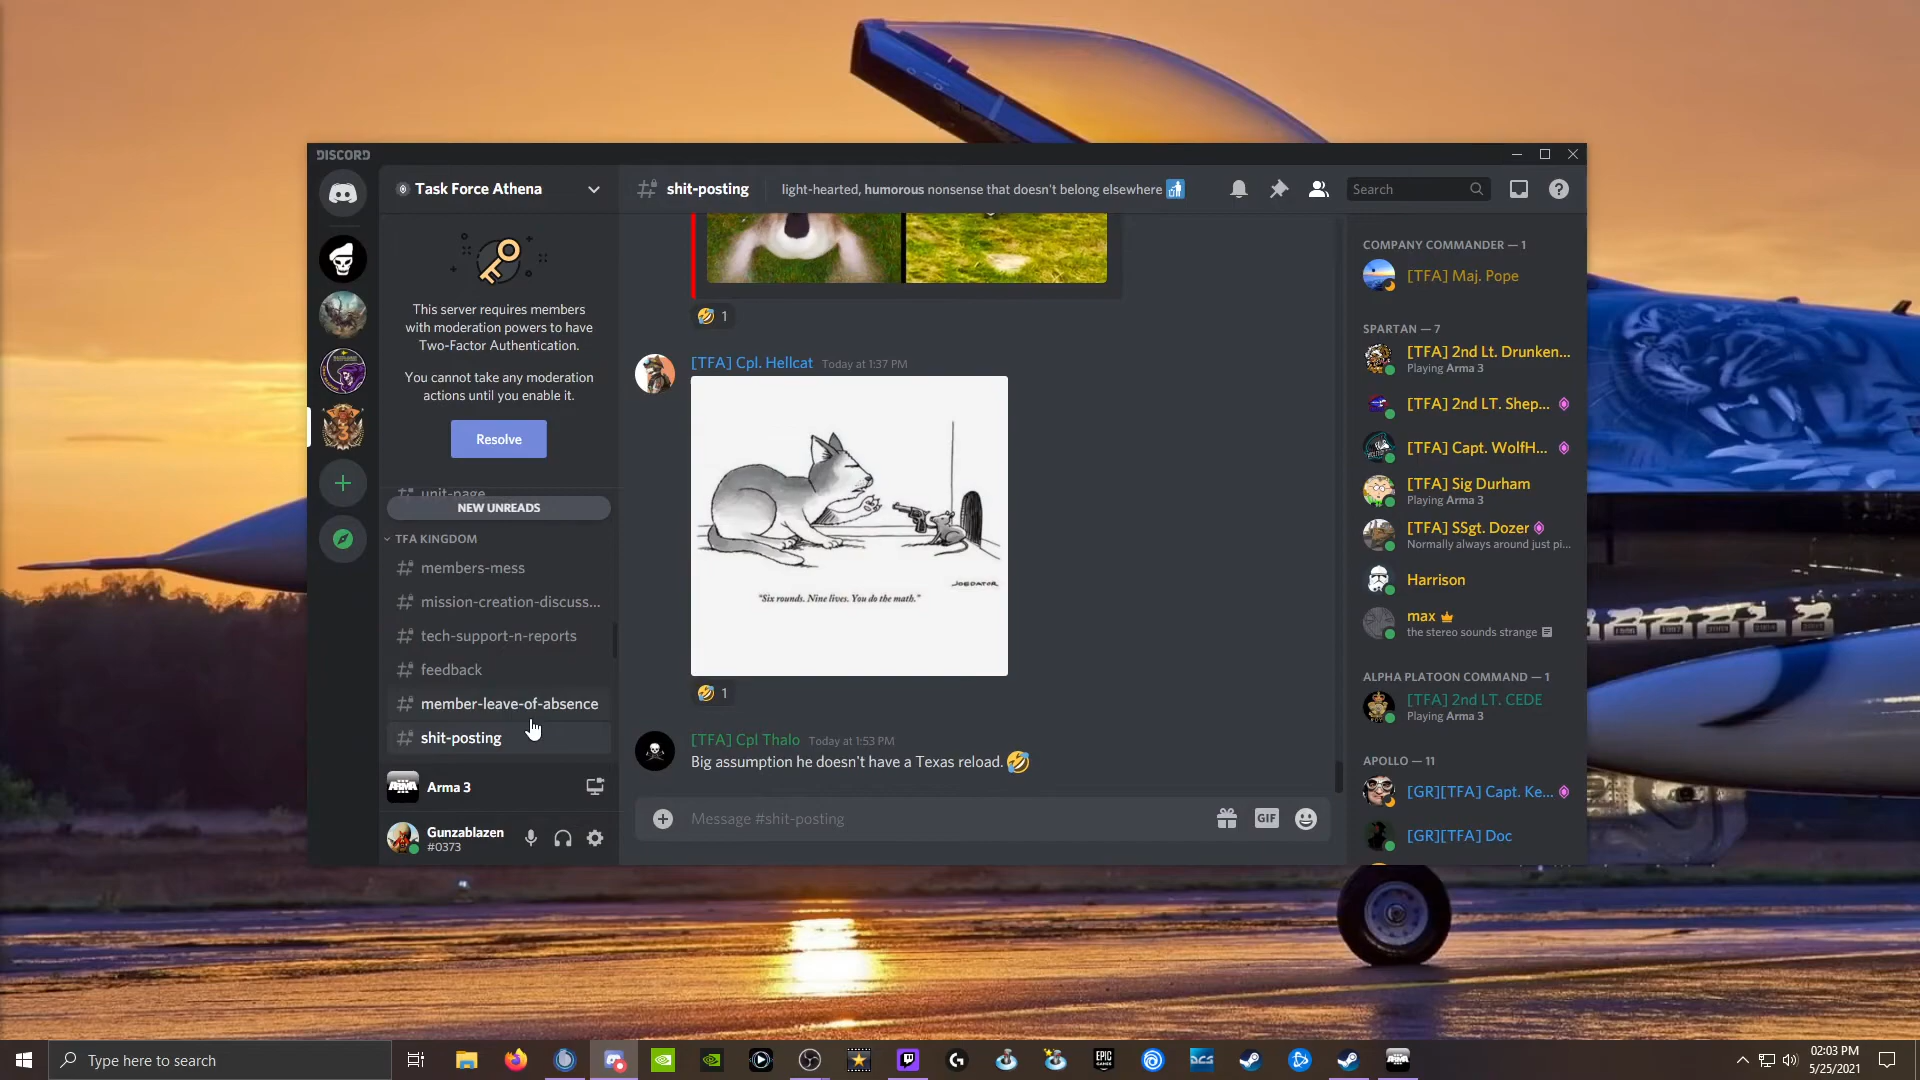 DISCORD
Task Force Athena
shit-posting
light-hearted, humorous nonsense that doesn't belong elsewhere
Search
This server requires members
with moderation powers to have
Two-Factor Authentication.
You cannot take any moderation
actions until you enable it.
Resolve
unit-page
NEW UNREADS
TFA KINGDOM
members-mess
mission-creation-discuss...
tech-support-n-reports
feedback
member-leave-of-absence
shit-posting
Arma 3
Gunzablazen
#0373
1
[TFA] Cpl. Hellcat Today at 1:37 PM
JOEDATOR
"Six rounds. Nine lives. You do the math."
1
[TFA] Cpl Thalo Today at 1:53 PM
Big assumption he doesn't have a Texas reload.
Message #shit-posting
GIF
COMPANY COMMANDER — 1
[TFA] Maj. Pope
SPARTAN — 7
[TFA] 2nd Lt. Drunken...
Playing Arma 3
[TFA] 2nd LT. Shep...
[TFA] Capt. WolfH...
[TFA] Sig Durham
Playing Arma 3
[TFA] SSgt. Dozer
Normally always around just pi...
Harrison
max
the stereo sounds strange
ALPHA PLATOON COMMAND — 1
[TFA] 2nd LT. CEDE
Playing Arma 3
APOLLO — 11
[GR][TFA] Capt. Ke...
[GR][TFA] Doc
Type here to search
EPIC
GAMES
DCS
ARMA
02:03 PM
5/25/2021